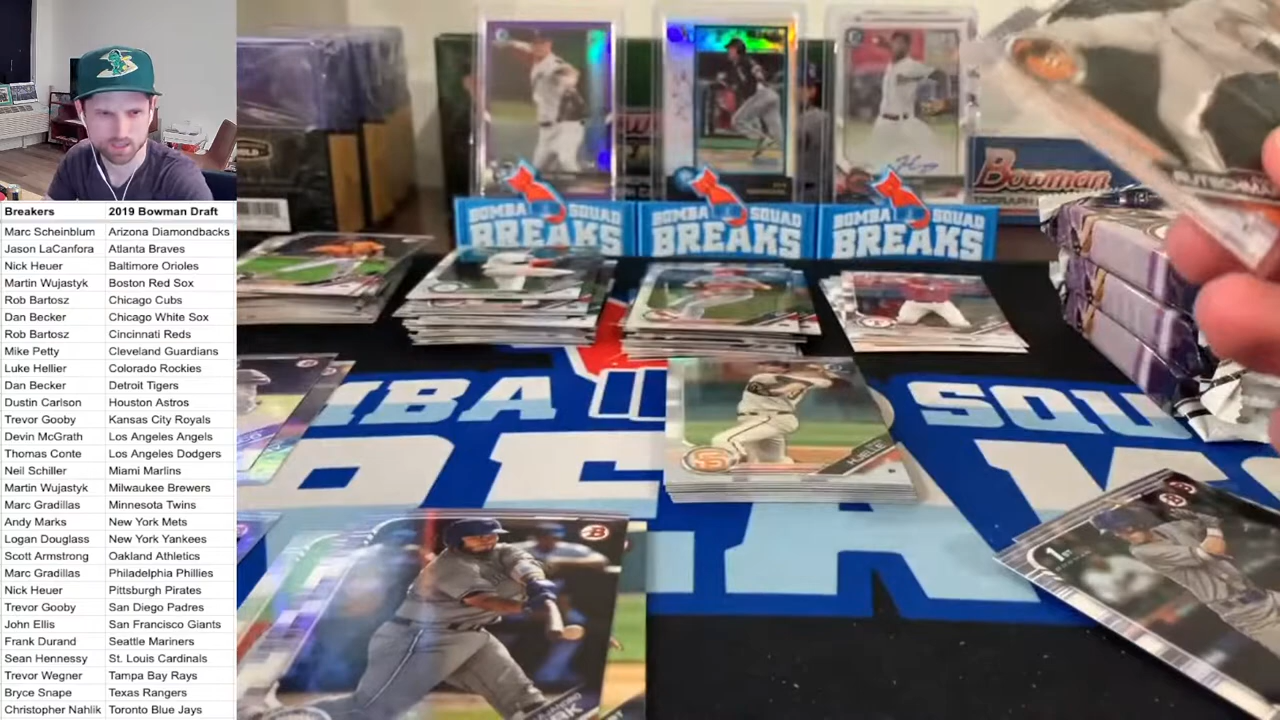 Breakers 2019 Bowman Draft
Marc Scheinblum Arizona Diamondbacks
Jason LaCanfora Atlanta Braves
Nick Heuer Baltimore Orioles
Martin Wujastyk Boston Red Sox
Rob Bartosz Chicago Cubs
Dan Becker Chicago White Sox
Rob Bartosz Cincinnati Reds
Mike Petty Cleveland Guardians
Luke Hellier Colorado Rockies
Dan Becker Detroit Tigers
Dustin Carlson Houston Astros
Trevor Gooby Kansas City Royals
Devin McGrath Los Angeles Angels
Thomas Conte Los Angeles Dodgers
Neil Schiller Miami Marlins
Martin Wujastyk Milwaukee Brewers
Marc Gradillas Minnesota Twins
Andy Marks New York Mets
Logan Douglass New York Yankees
Scott Armstrong Oakland Athletics
Marc Gradillas Philadelphia Phillies
Nick Heuer Pittsburgh Pirates
Trevor Gooby San Diego Padres
John Ellis San Francisco Giants
Frank Durand Seattle Mariners
Sean Hennessy St. Louis Cardinals
Trevor Wegner Tampa Bay Rays
Bryce Snape Texas Rangers
Christopher Nahlik Toronto Blue Jays
Bowman
BOMBA SQUAD
BREAKS
BOMBA SQUAD
BREAKS
BOMBA SQUAD
BREAKS
SF
HJELLE
1ST
B